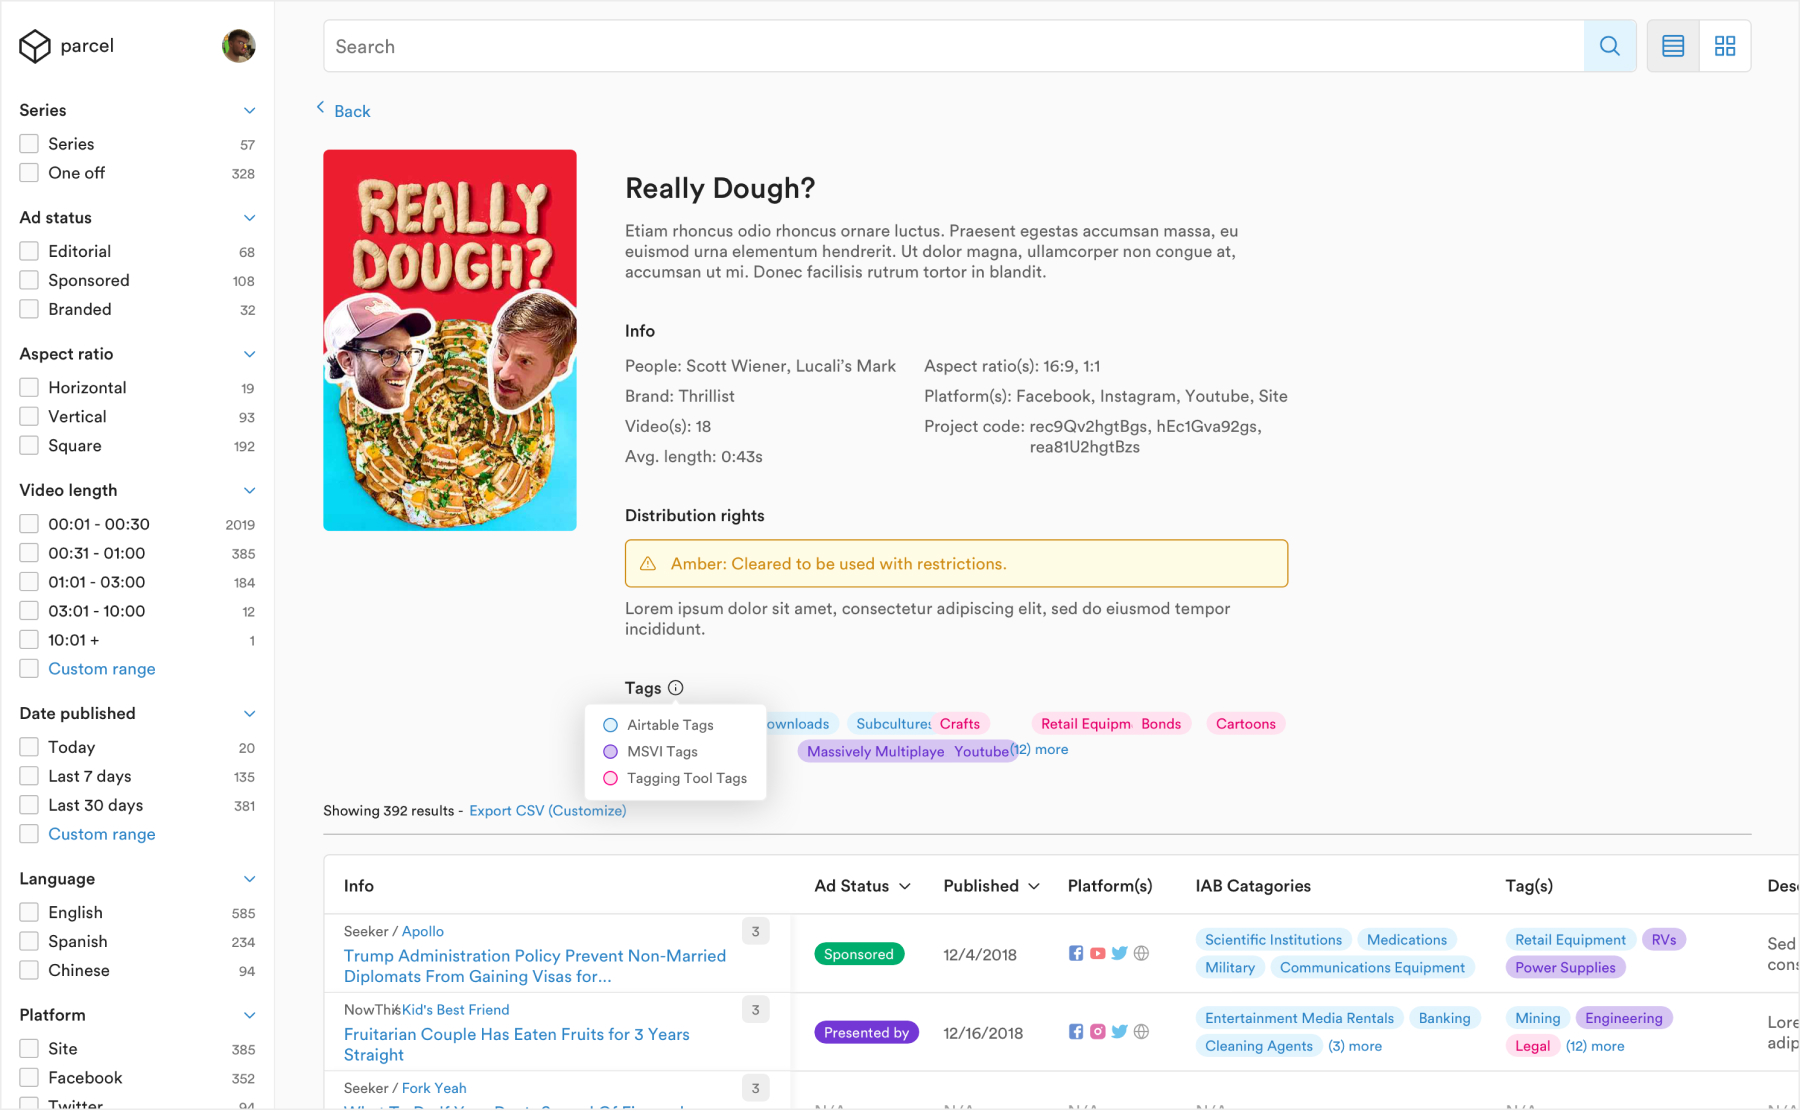 parcel
Search
Back
Series
Series 57
One off 328
Ad status
Editorial 68
Sponsored 108
Branded 32
Aspect ratio
Horizontal 19
Vertical 93
Square 192
Video length
00:01 - 00:30 2019
00:31 - 01:00 385
01:01 - 03:00 184
03:01 - 10:00 12
10:01 + 1
Custom range
Date published
Today 20
Last 7 days 135
Last 30 days 381
Custom range
Language
English 585
Spanish 234
Chinese 94
Platform
Site 385
Facebook 352
Twitter 94
REALLY
DOUGH?
Really Dough?
Etiam rhoncus odio rhoncus ornare luctus. Praesent egestas accumsan massa, eu
euismod urna elementum hendrerit. Ut dolor magna, ullamcorper non congue at,
accumsan ut mi. Donec facilisis rutrum tortor in blandit.
Info
People: Scott Wiener, Lucali's Mark
Brand: Thrillist
Video(s): 18
Avg. length: 0:43s
Aspect ratio(s): 16:9, 1:1
Platform(s): Facebook, Instagram, Youtube, Site
Project code: rec9Qv2hgtBgs, hEc1Gva92gs,
rea81U2hgtBzs
Distribution rights
Amber: Cleared to be used with restrictions.
Lorem ipsum dolor sit amet, consectetur adipiscing elit, sed do eiusmod tempor
incididunt.
Tags
Airtable Tags
MSVI Tags
Tagging Tool Tags
ownloads Subcultures Crafts Retail Equipm Bonds Cartoons
Massively Multiplaye Youtube (12) more
Showing 392 results - Export CSV (Customize)
Info Ad Status Published Platform(s) IAB Catagories Tag(s) Des
Seeker / Apollo 3
Trump Administration Policy Prevent Non-Married
Diplomats From Gaining Visas for...
Sponsored 12/4/2018
Scientific Institutions Medications
Military Communications Equipment
Retail Equipment RVs
Power Supplies
Sed
cons
NowThis / Kid's Best Friend 3
Fruitarian Couple Has Eaten Fruits for 3 Years
Straight
Presented by 12/16/2018
Entertainment Media Rentals Banking
Cleaning Agents (3) more
Mining Engineering
Legal (12) more
Lore
adip
Seeker / Fork Yeah 3
N/A N/A N/A N/A N/A N/A